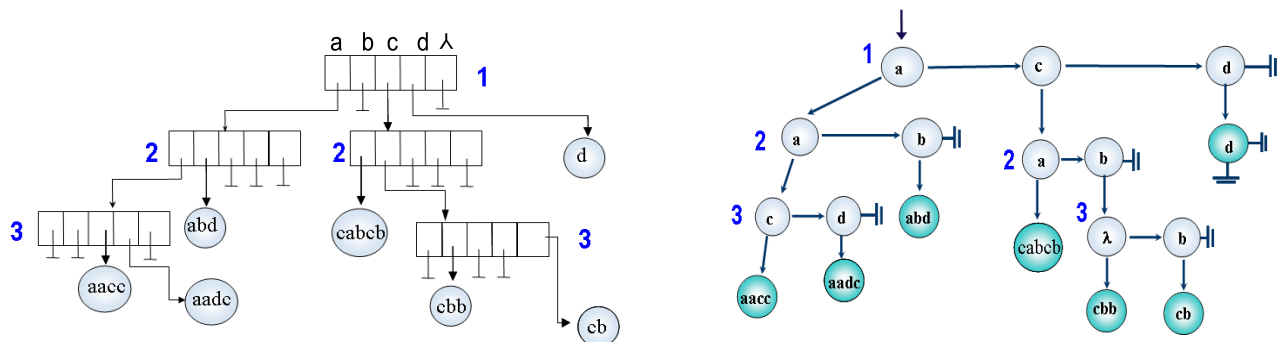 a b c d λ
1
2 2 d
3 abd cabcb 3
aacc aadc cbb cb
1 a c d
2 a b 2 a b d
3 c d abd cabcb 3 λ b
aacc aadc cbb cb